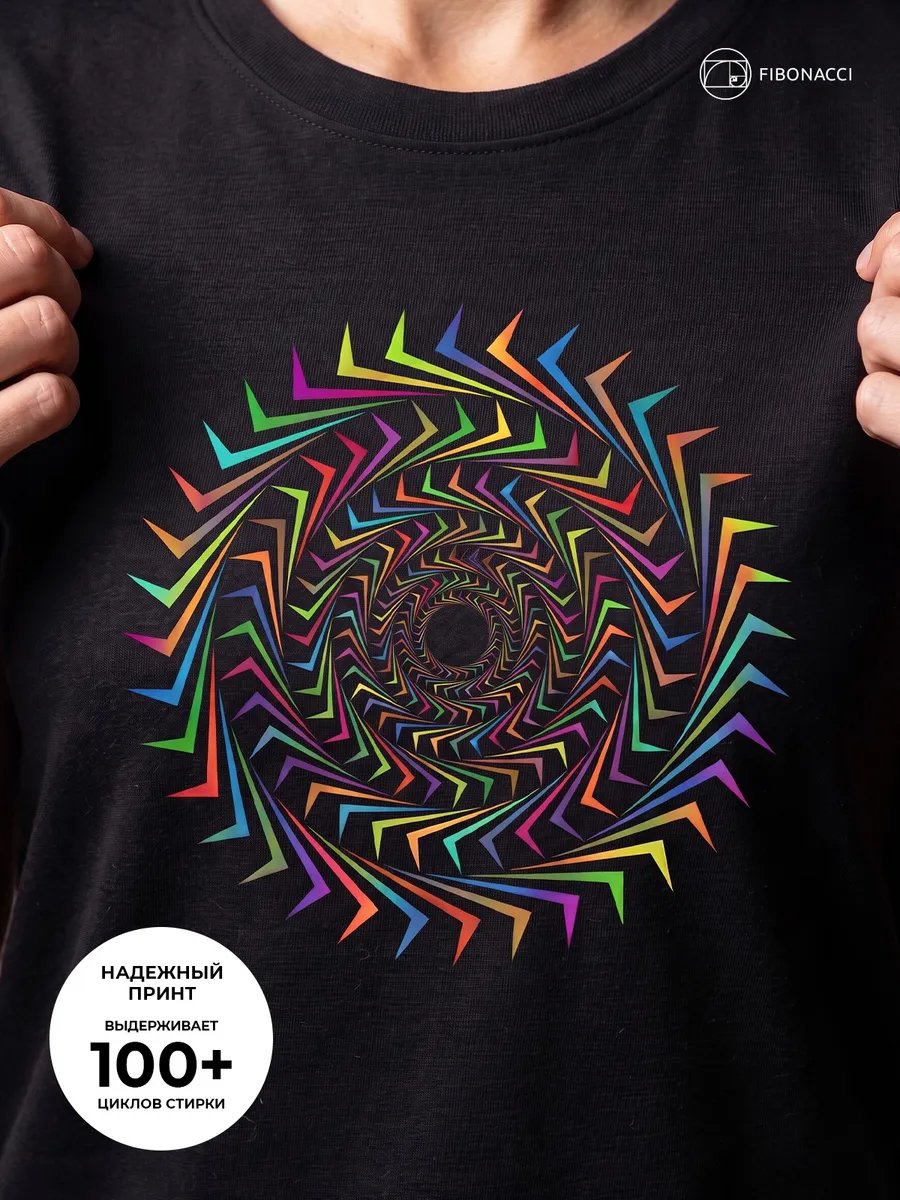 FIBONACCI
НАДЕЖНЫЙ
ПРИНТ
ВЫДЕРЖИВАЕТ
100+
ЦИКЛОВ СТИРКИ